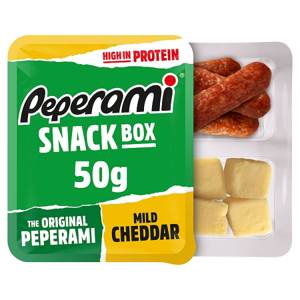 HIGH IN PROTEIN
Peperami
SNACK BOX
50g
THE ORIGINAL
PEPERAMI
MILD
CHEDDAR